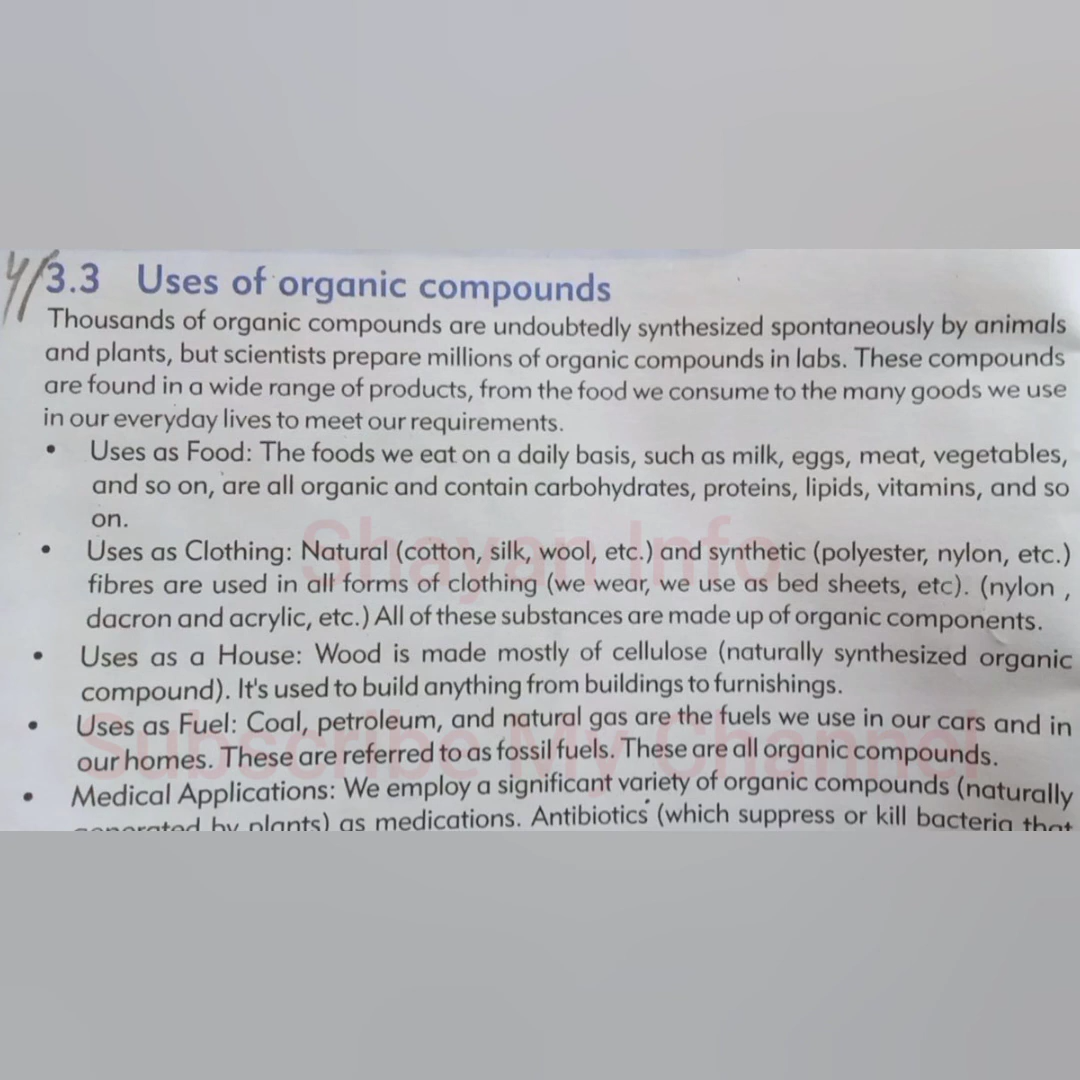 4/3.3 Uses of organic compounds
Thousands of organic compounds are undoubtedly synthesized spontaneously by animals
and plants, but scientists prepare millions of organic compounds in labs. These compounds
are found in a wide range of products, from the food we consume to the many goods we use
in our everyday lives to meet our requirements.
• Uses as Food: The foods we eat on a daily basis, such as milk, eggs, meat, vegetables,
and so on, are all organic and contain carbohydrates, proteins, lipids, vitamins, and so
on.
Shayan Info
• Uses as Clothing: Natural (cotton, silk, wool, etc.) and synthetic (polyester, nylon, etc.)
fibres are used in all forms of clothing (we wear, we use as bed sheets, etc). (nylon ,
dacron and acrylic, etc.) All of these substances are made up of organic components.
• Uses as a House: Wood is made mostly of cellulose (naturally synthesized organic
compound). It's used to build anything from buildings to furnishings.
• Uses as Fuel: Coal, petroleum, and natural gas are the fuels we use in our cars and in
our homes. These are referred to as fossil fuels. These are all organic compounds.
Subscribe My Channel
• Medical Applications: We employ a significant variety of organic compounds (naturally
generated by plants) as medications. Antibiotics (which suppress or kill bacteria that